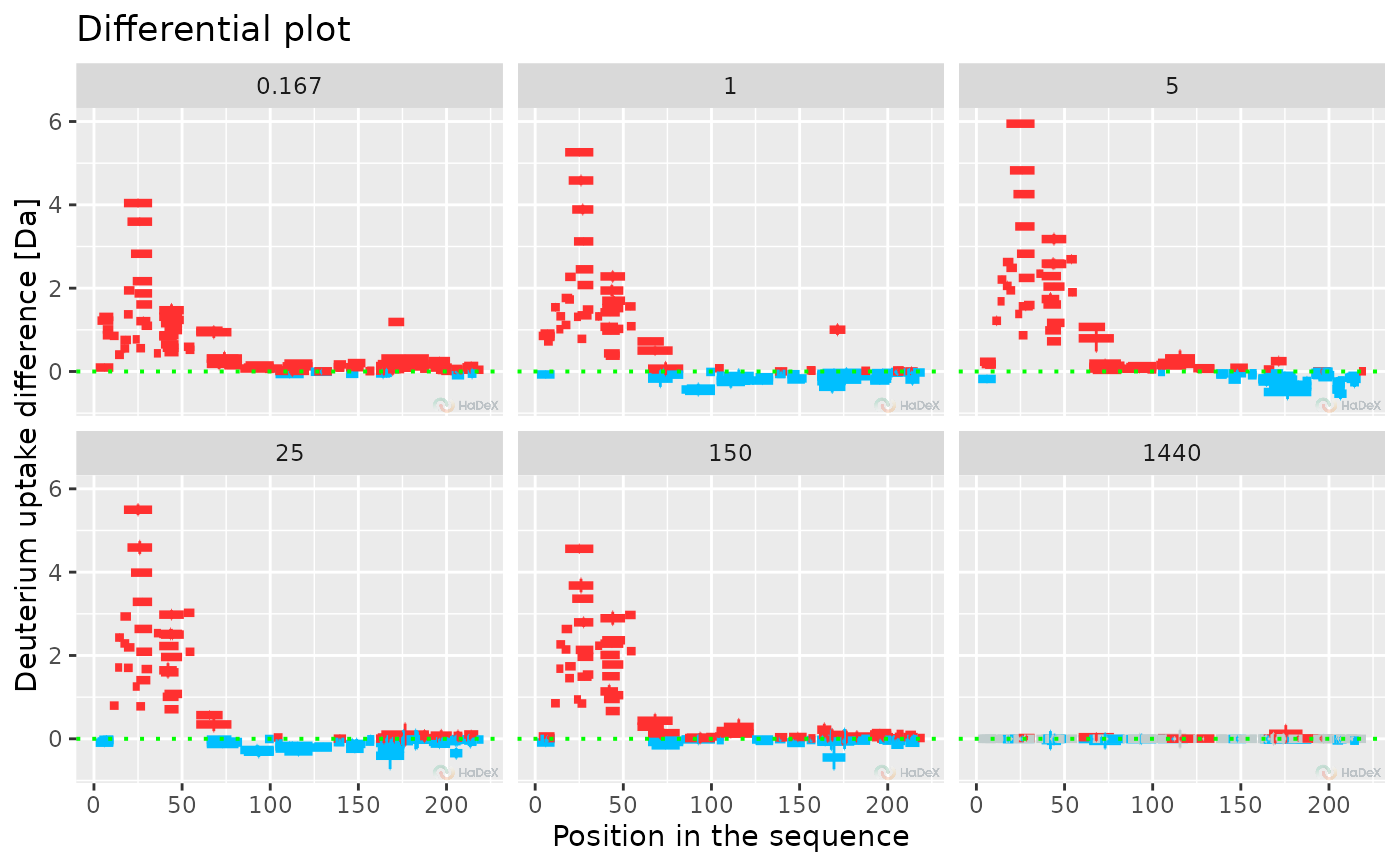 Differential plot
0.167 1 5
6
4
2
0
HaDeX HaDeX HaDeX
Deuterium uptake difference [Da]
25 150 1440
6
4
2
0
HaDeX HaDeX HaDeX
0 50 100 150 200 0 50 100 150 200 0 50 100 150 200
Position in the sequence